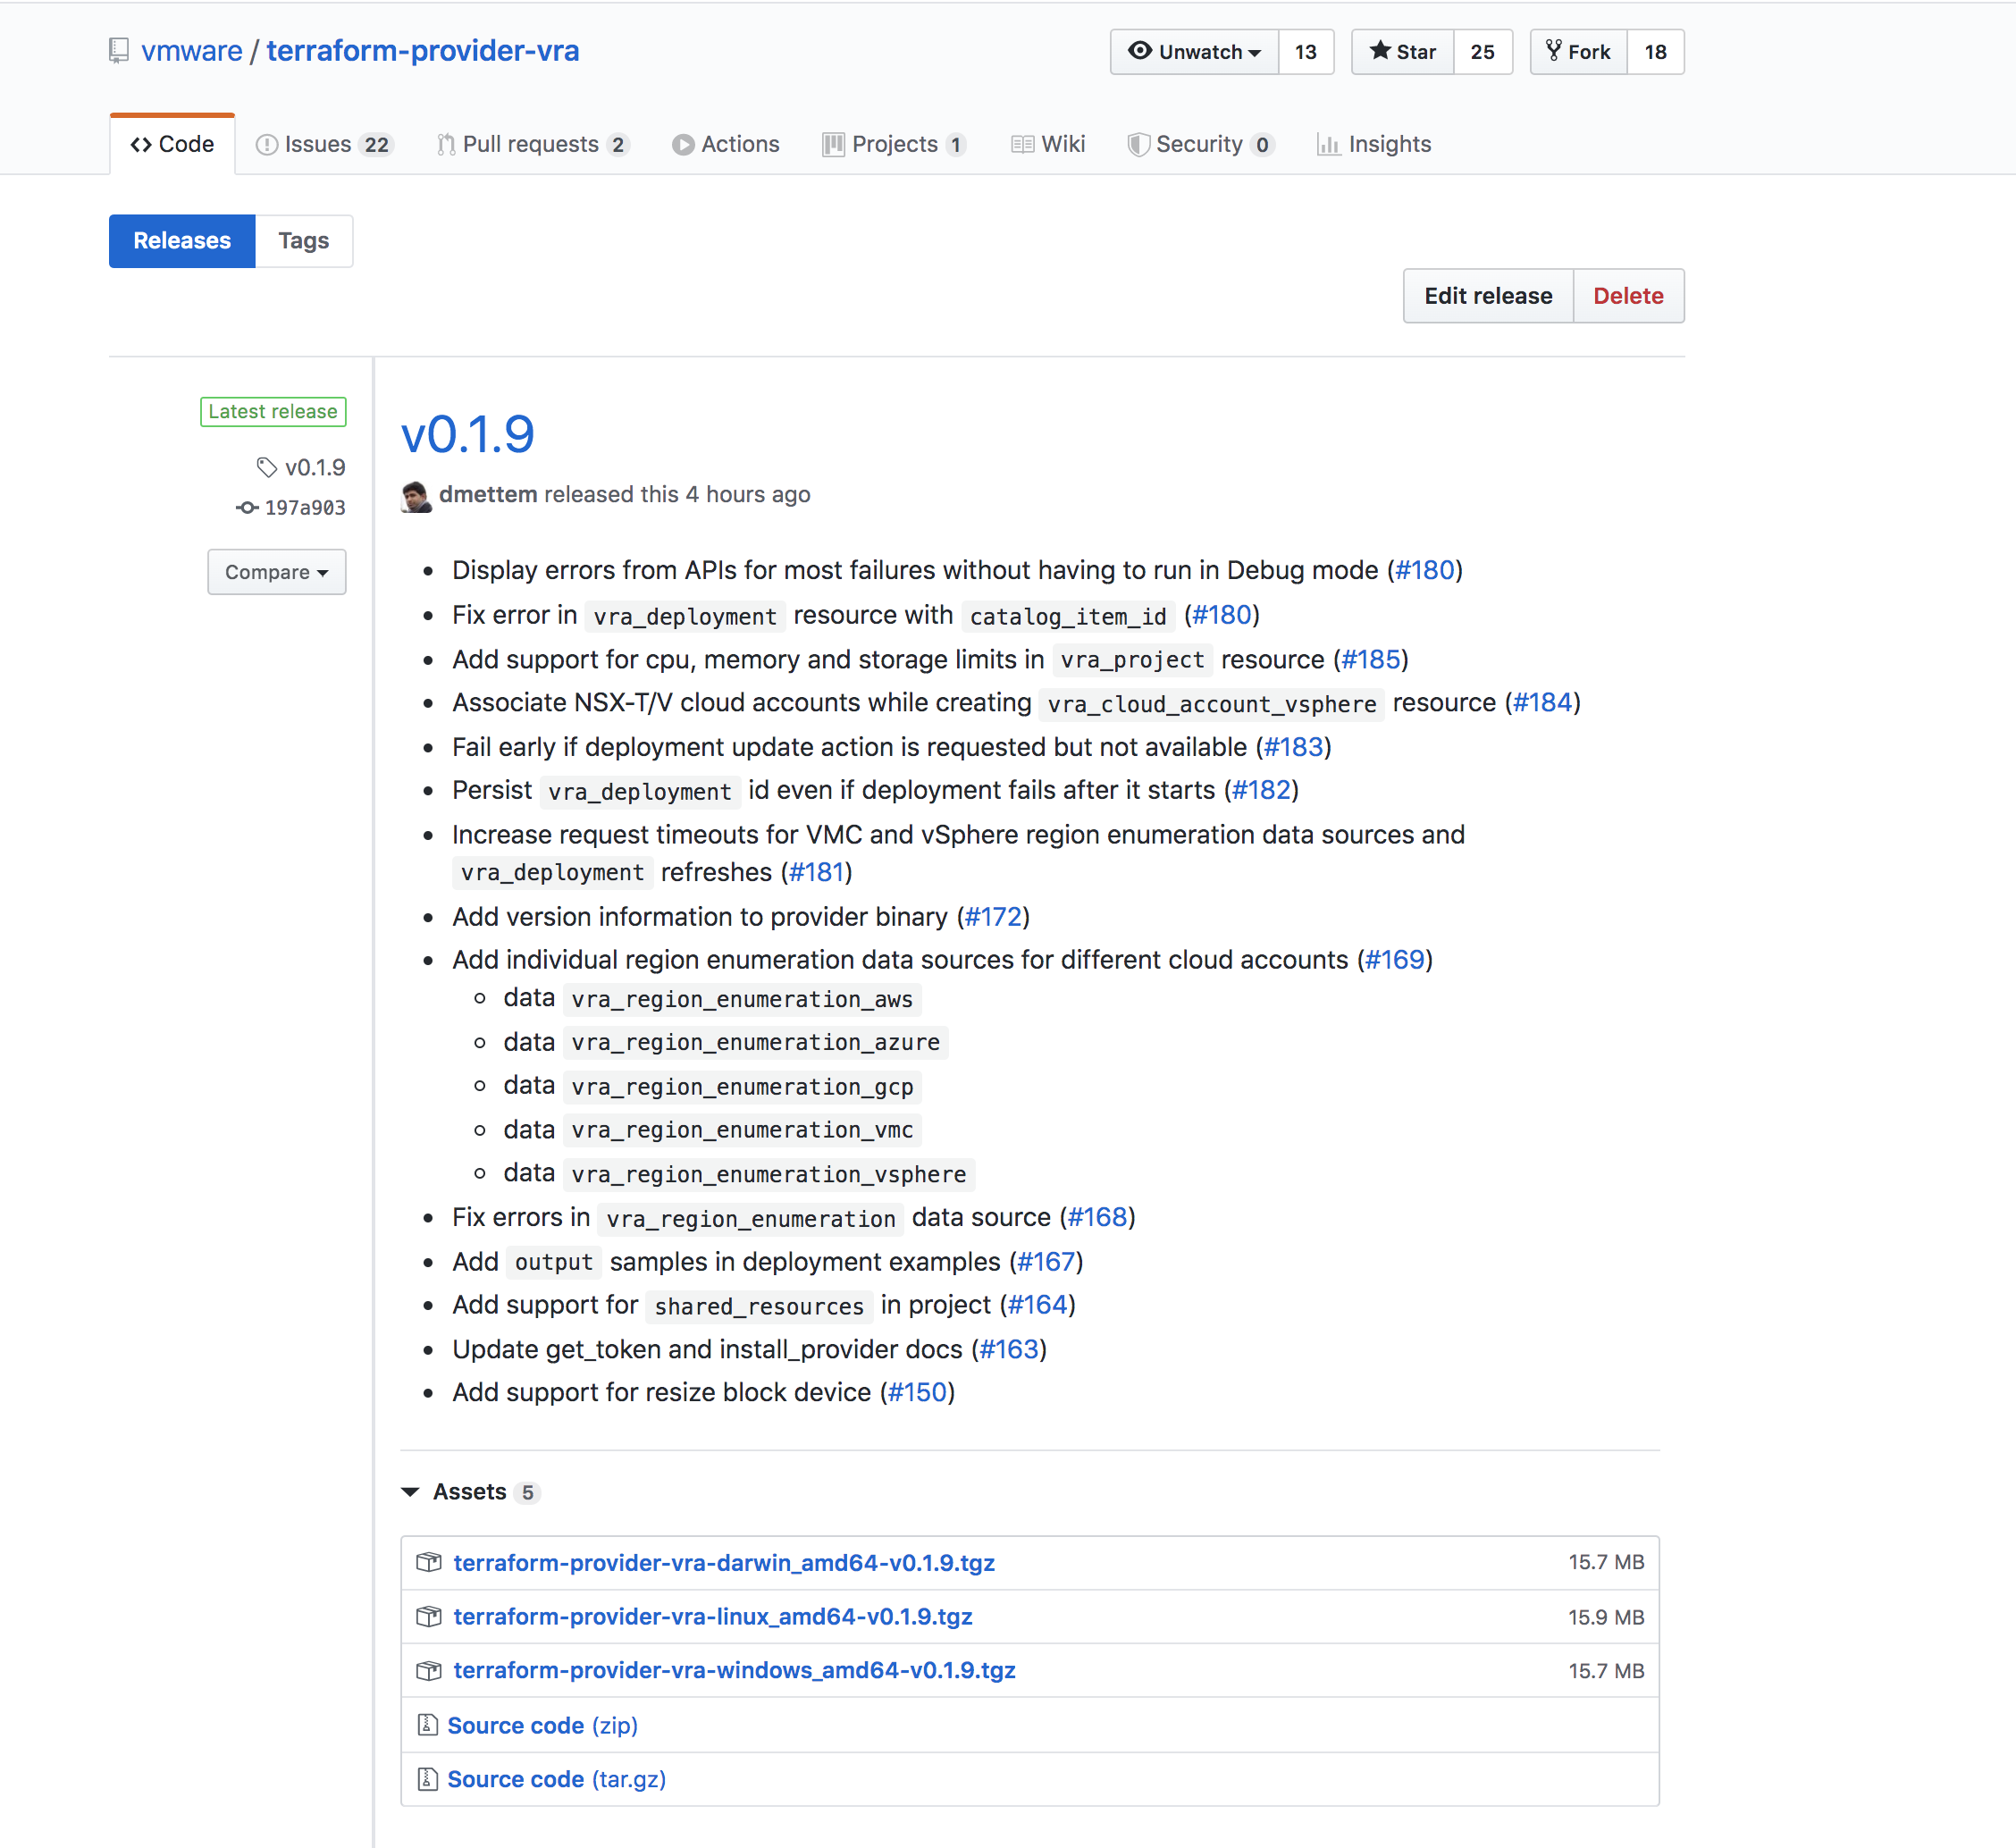 vmware / terraform-provider-vra
Unwatch 13
Star 25
Fork 18
Code
Issues 22
Pull requests 2
Actions
Projects 1
Wiki
Security 0
Insights
Releases
Tags
Edit release
Delete
Latest release
v0.1.9
197a903
Compare
v0.1.9
dmettem released this 4 hours ago
Display errors from APIs for most failures without having to run in Debug mode (#180)
Fix error in vra_deployment resource with catalog_item_id (#180)
Add support for cpu, memory and storage limits in vra_project resource (#185)
Associate NSX-T/V cloud accounts while creating vra_cloud_account_vsphere resource (#184)
Fail early if deployment update action is requested but not available (#183)
Persist vra_deployment id even if deployment fails after it starts (#182)
Increase request timeouts for VMC and vSphere region enumeration data sources and
vra_deployment refreshes (#181)
Add version information to provider binary (#172)
Add individual region enumeration data sources for different cloud accounts (#169)
data vra_region_enumeration_aws
data vra_region_enumeration_azure
data vra_region_enumeration_gcp
data vra_region_enumeration_vmc
data vra_region_enumeration_vsphere
Fix errors in vra_region_enumeration data source (#168)
Add output samples in deployment examples (#167)
Add support for shared_resources in project (#164)
Update get_token and install_provider docs (#163)
Add support for resize block device (#150)
Assets 5
terraform-provider-vra-darwin_amd64-v0.1.9.tgz 15.7 MB
terraform-provider-vra-linux_amd64-v0.1.9.tgz 15.9 MB
terraform-provider-vra-windows_amd64-v0.1.9.tgz 15.7 MB
Source code (zip)
Source code (tar.gz)